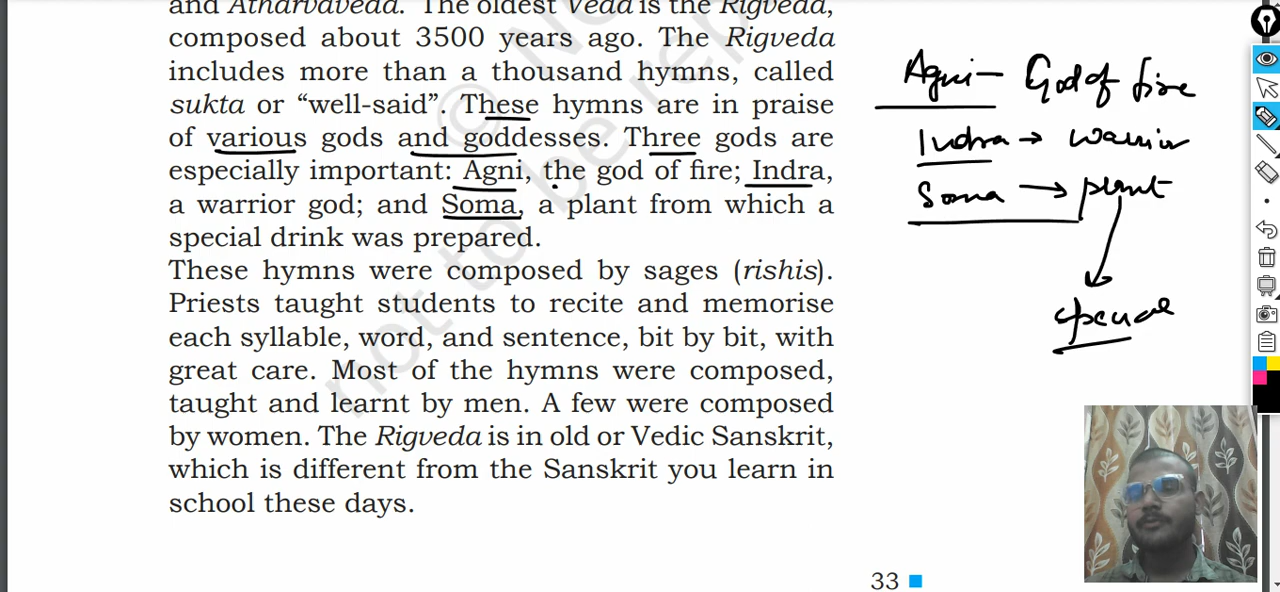 and Atharvaveda. The oldest Veda is the Rigveda,
composed about 3500 years ago. The Rigveda
includes more than a thousand hymns, called
sukta or “well-said”. These hymns are in praise
of various gods and goddesses. Three gods are
especially important: Agni, the god of fire; Indra,
a warrior god; and Soma, a plant from which a
special drink was prepared.
These hymns were composed by sages (rishis).
Priests taught students to recite and memorise
each syllable, word, and sentence, bit by bit, with
great care. Most of the hymns were composed,
taught and learnt by men. A few were composed
by women. The Rigveda is in old or Vedic Sanskrit,
which is different from the Sanskrit you learn in
school these days.
33
Agni – God of fire
Indra → warrior
Soma → plant
not to be rep